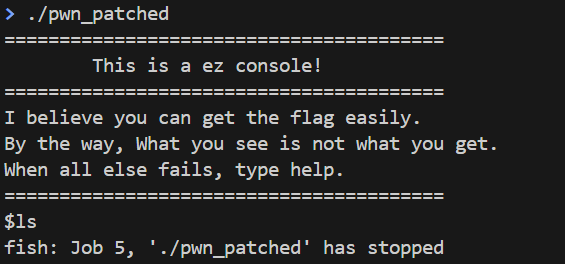 > ./pwn_patched
========================================
        This is a ez console!
========================================
I believe you can get the flag easily.
By the way, What you see is not what you get.
When all else fails, type help.
========================================
$ls
fish: Job 5, './pwn_patched' has stopped